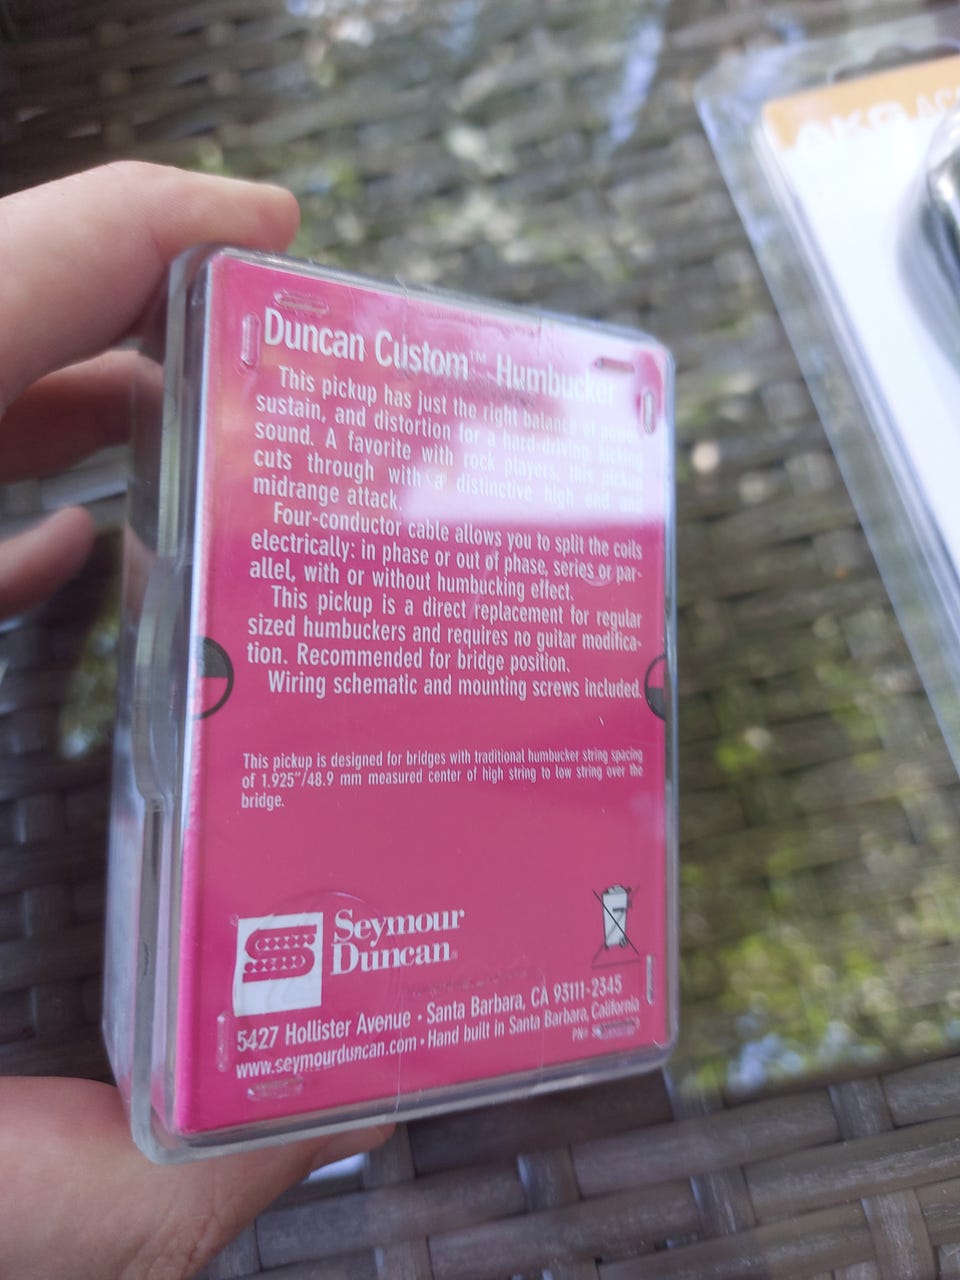 Duncan Custom™ Humbucker
This pickup has just the right balance of power,
sustain, and distortion for a hard-driving, kicking
sound. A favorite with rock players, this pickup
cuts through with a distinctive high end and
midrange attack.
Four-conductor cable allows you to split the coils
electrically: in phase or out of phase, series or par-
allel, with or without humbucking effect.
This pickup is a direct replacement for regular
sized humbuckers and requires no guitar modifica-
tion. Recommended for bridge position.
Wiring schematic and mounting screws included.
This pickup is designed for bridges with traditional humbucker string spacing
of 1.925"/48.9 mm measured center of high string to low string over the
bridge.
Seymour
Duncan®
5427 Hollister Avenue • Santa Barbara, CA 93111-2345
www.seymourduncan.com • Hand built in Santa Barbara, California
AKG